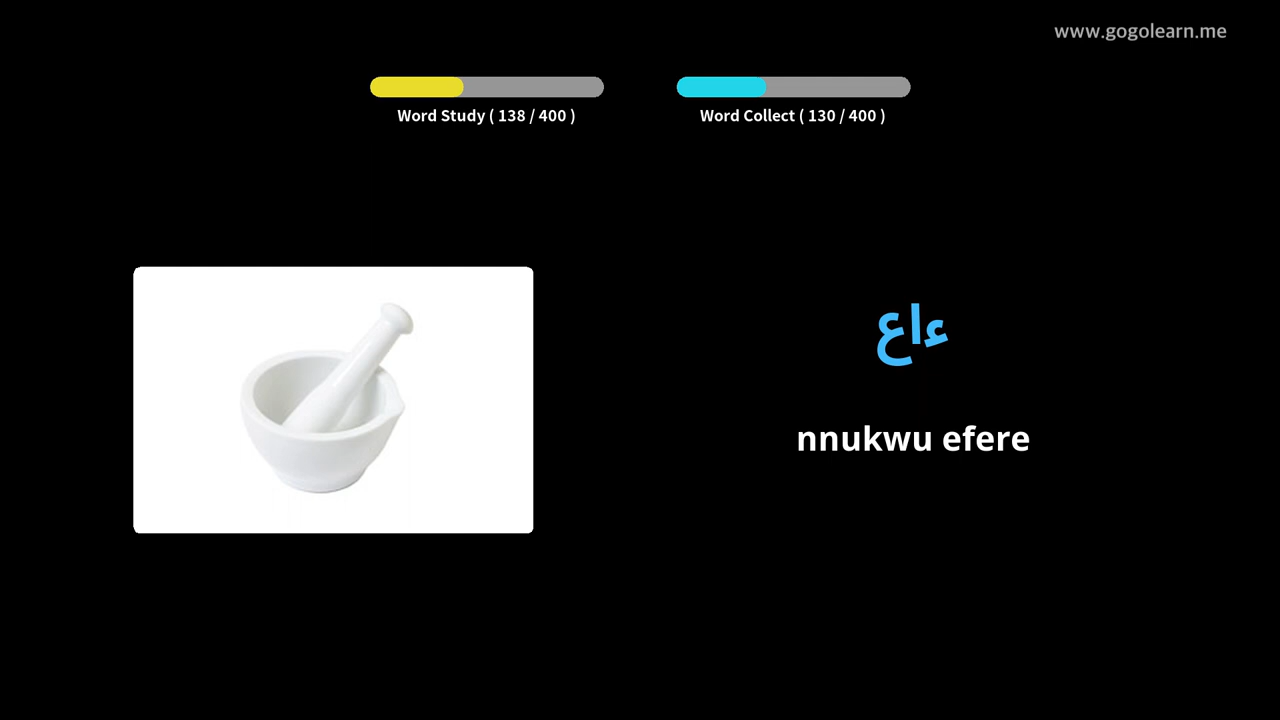 www.gogolearn.me
Word Study ( 138 / 400 )
Word Collect ( 130 / 400 )
ءاع
nnukwu efere